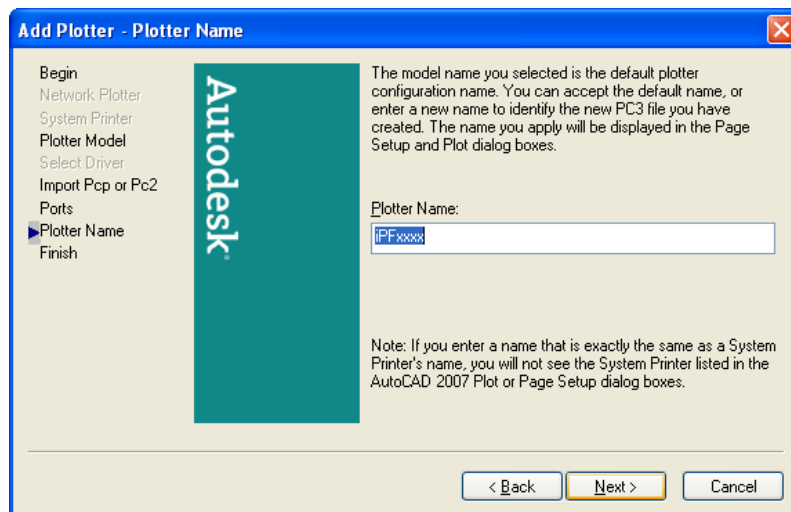 Add Plotter - Plotter Name
Begin
Network Plotter
System Printer
Plotter Model
Select Driver
Import Pcp or Pc2
Ports
Plotter Name
Finish
Autodesk
The model name you selected is the default plotter
configuration name. You can accept the default name, or
enter a new name to identify the new PC3 file you have
created. The name you apply will be displayed in the Page
Setup and Plot dialog boxes.
Plotter Name:
iPFxxxx
Note: If you enter a name that is exactly the same as a System
Printer's name, you will not see the System Printer listed in the
AutoCAD 2007 Plot or Page Setup dialog boxes.
< Back
Next >
Cancel